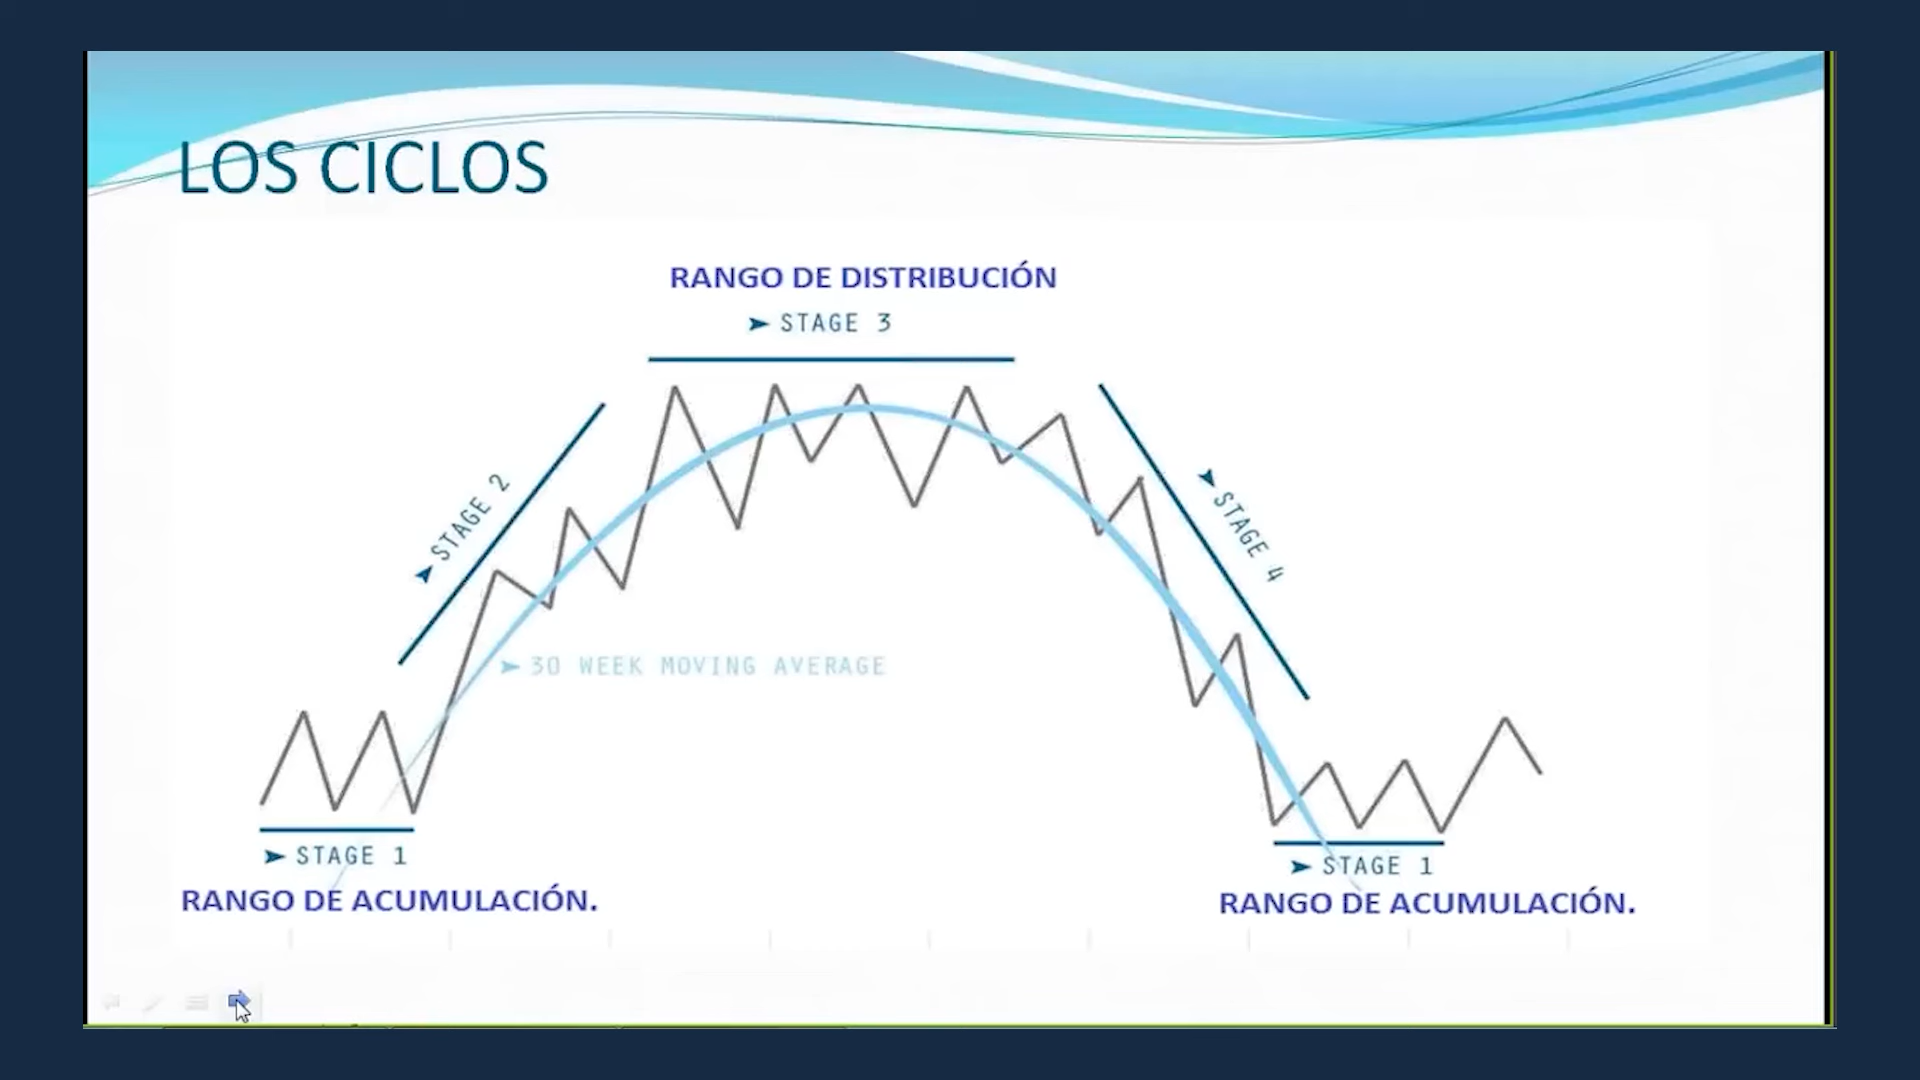 LOS CICLOS
RANGO DE DISTRIBUCIÓN
➤ STAGE 3
➤ STAGE 2
➤ STAGE 4
➤ 30 WEEK MOVING AVERAGE
➤ STAGE 1
RANGO DE ACUMULACIÓN.
➤ STAGE 1
RANGO DE ACUMULACIÓN.